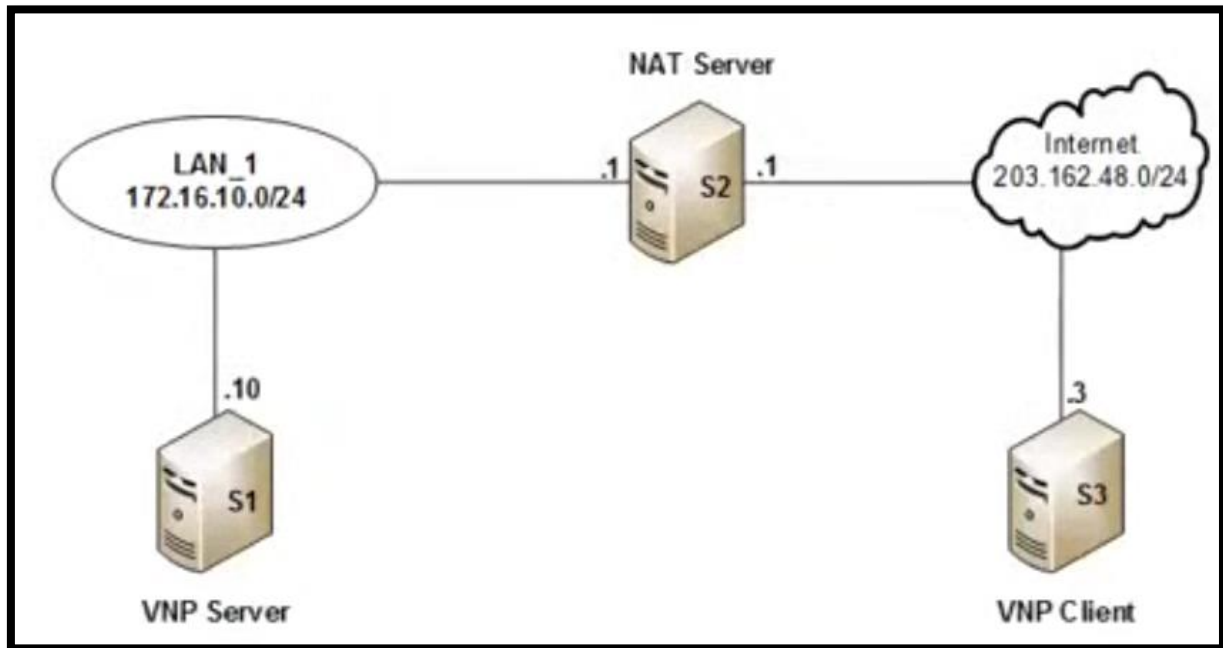 NAT Server
LAN_1
172.16.10.0/24
.1
S2
.1
Internet
203.162.48.0/24
.10
S1
VNP Server
.3
S3
VNP Client